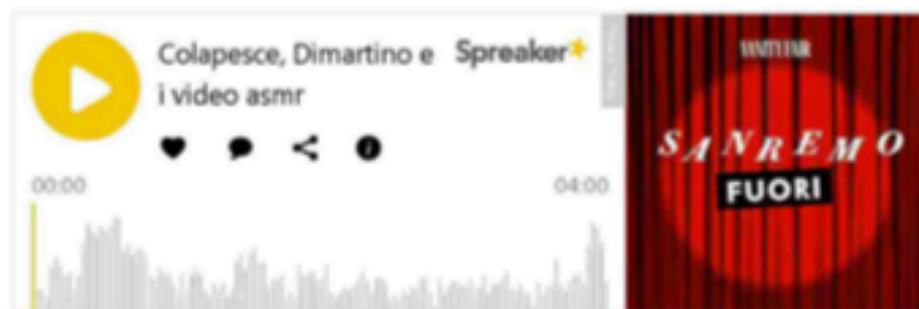 Colapesce, Dimartino e
i video asmr
Spreaker
00:00
04:00
VANITY FAIR
SANREMO
FUORI